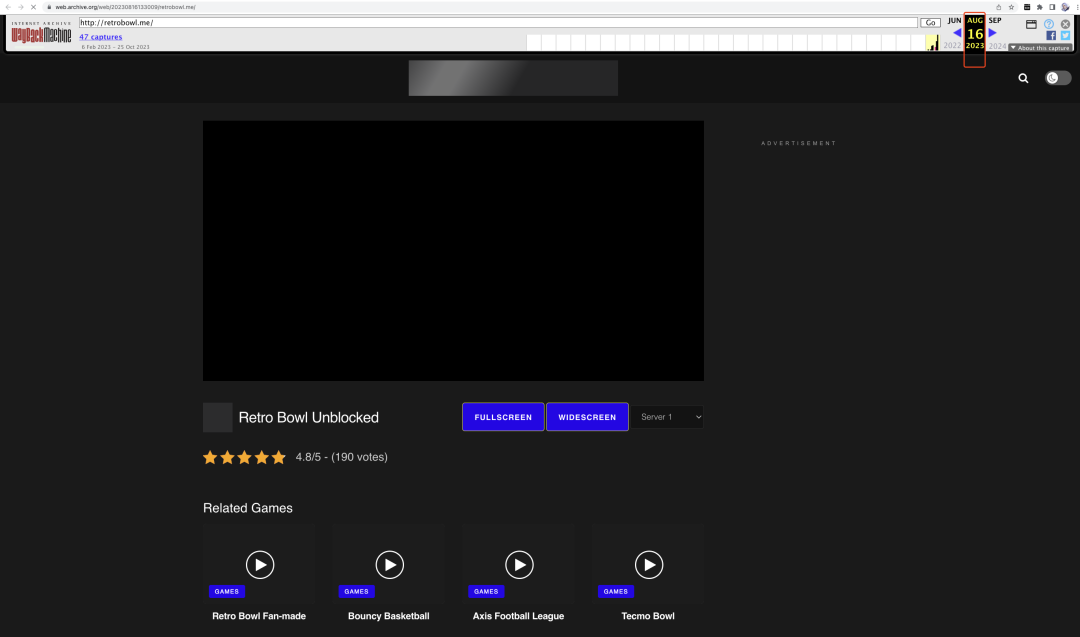 web.archive.org/web/20230816133009/retrobowl.me/
INTERNET ARCHIVE
WayBackMachine
http://retrobowl.me/
Go
JUN AUG SEP
47 captures
16
6 Feb 2023 – 25 Oct 2023
2022 2023 2024
About this capture
ADVERTISEMENT
Retro Bowl Unblocked
FULLSCREEN
WIDESCREEN
Server 1
4.8/5 - (190 votes)
Related Games
GAMES GAMES GAMES GAMES
Retro Bowl Fan-made Bouncy Basketball Axis Football League Tecmo Bowl